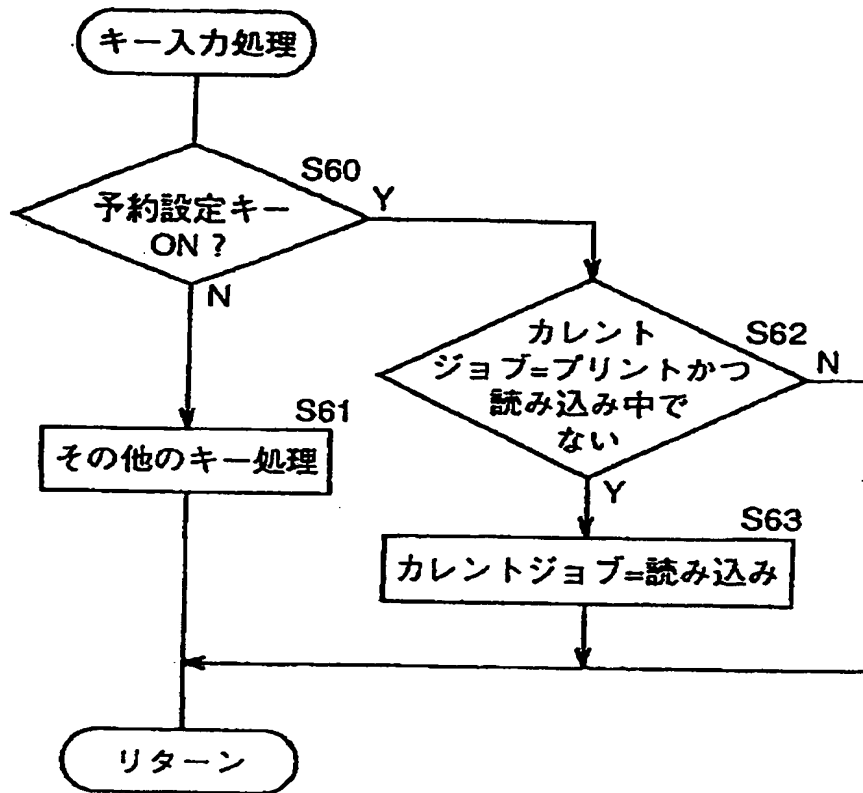 キー入力処理
S60
予約設定キー
ON ?
Y
N
S62
カレント
ジョブ=プリントかつ
読み込み中で
ない
N
Y
S61
その他のキー処理
S63
カレントジョブ=読み込み
リターン